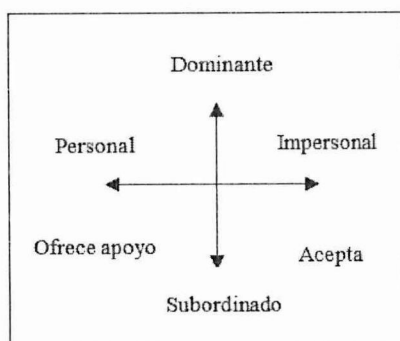 Dominante
Personal
Impersonal
Ofrece apoyo
Acepta
Subordinado